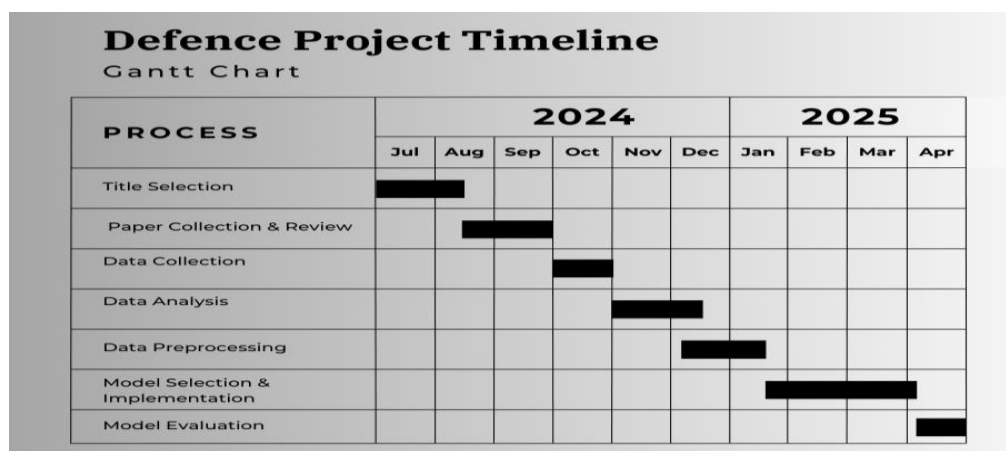 Defence Project Timeline
Gantt Chart
PROCESS
2024 2025
Jul Aug Sep Oct Nov Dec Jan Feb Mar Apr
Title Selection
Paper Collection & Review
Data Collection
Data Analysis
Data Preprocessing
Model Selection &
Implementation
Model Evaluation